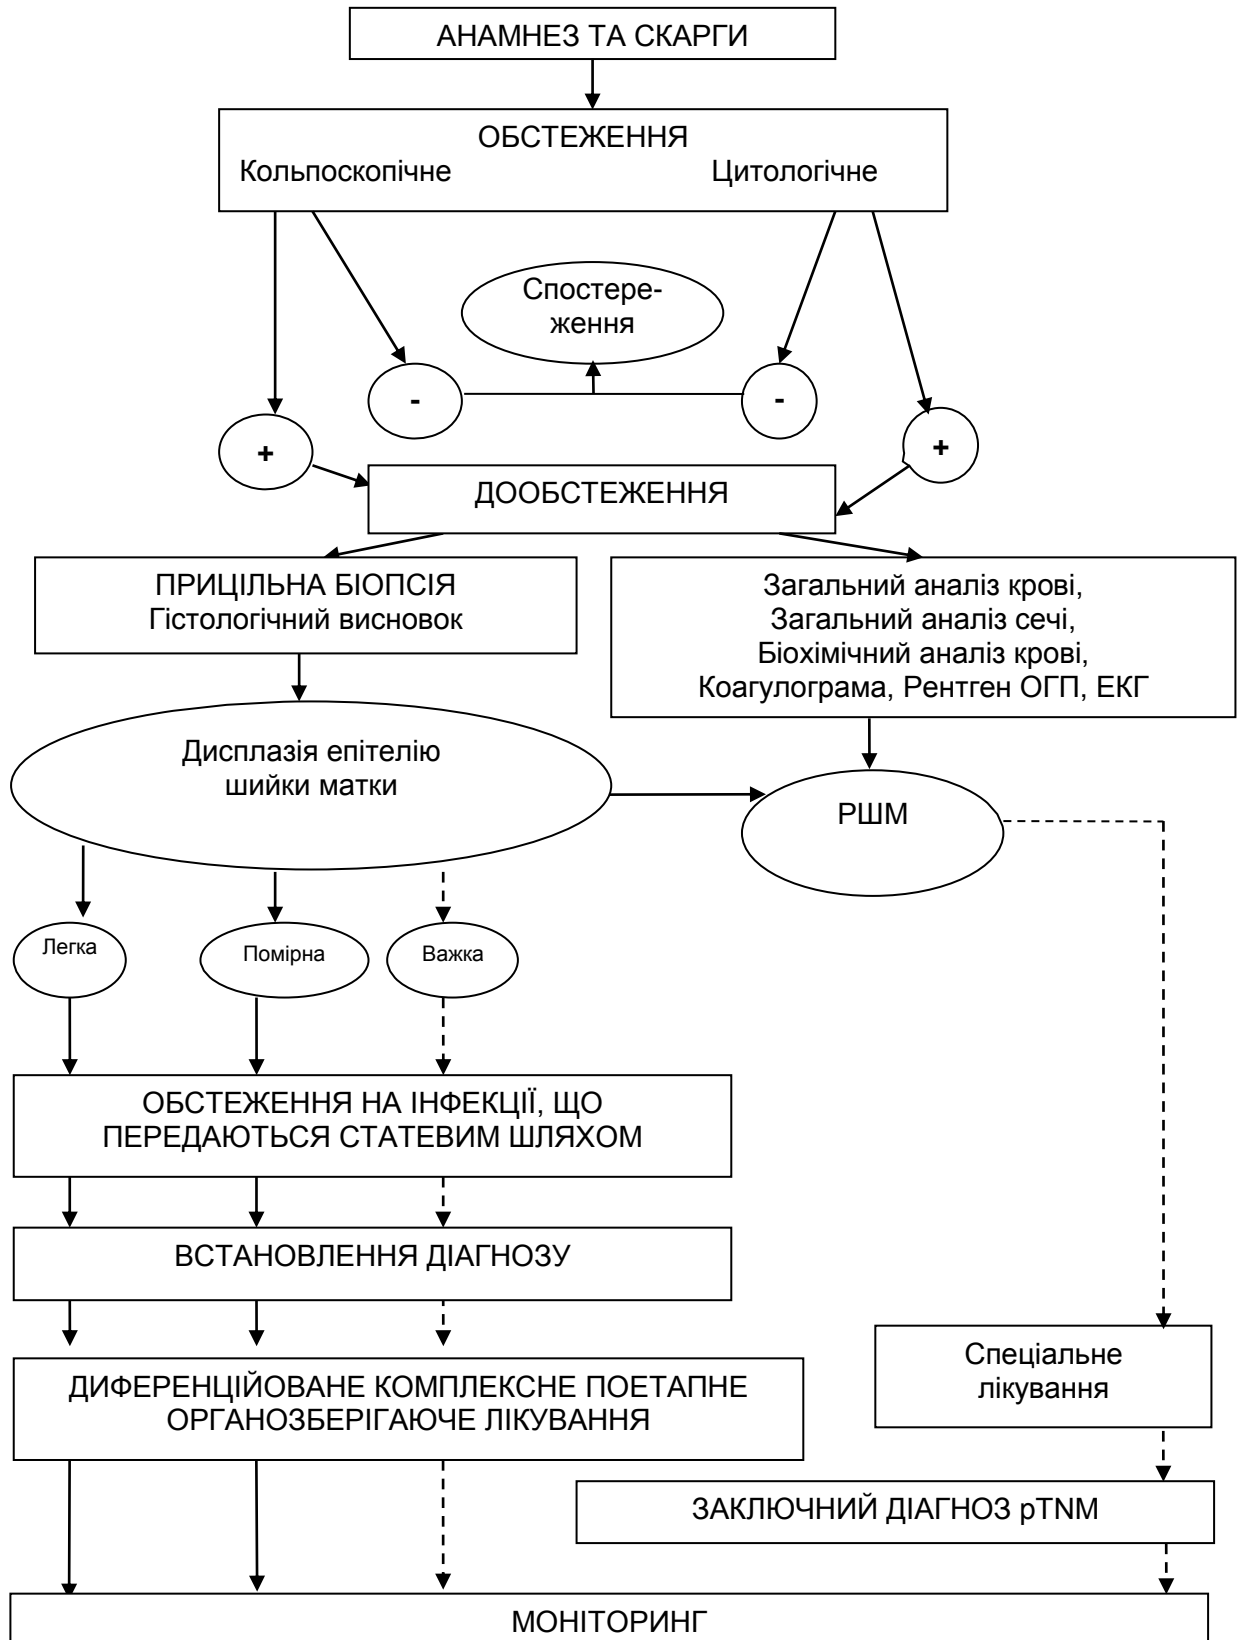 АНАМНЕЗ ТА СКАРГИ
ОБСТЕЖЕННЯ
Кольпоскопічне Цитологічне
Спостере-
ження
- -
+ +
ДООБСТЕЖЕННЯ
ПРИЦІЛЬНА БІОПСІЯ
Гістологічний висновок
Загальний аналіз крові,
Загальний аналіз сечі,
Біохімічний аналіз крові,
Коагулограма, Рентген ОГП, ЕКГ
Дисплазія епітелію
шийки матки
РШМ
Легка Помірна Важка
ОБСТЕЖЕННЯ НА ІНФЕКЦІЇ, ЩО
ПЕРЕДАЮТЬСЯ СТАТЕВИМ ШЛЯХОМ
ВСТАНОВЛЕННЯ ДІАГНОЗУ
ДИФЕРЕНЦІЙОВАНЕ КОМПЛЕКСНЕ ПОЕТАПНЕ
ОРГАНОЗБЕРІГАЮЧЕ ЛІКУВАННЯ
Спеціальне
лікування
ЗАКЛЮЧНИЙ ДІАГНОЗ pTNM
МОНІТОРИНГ